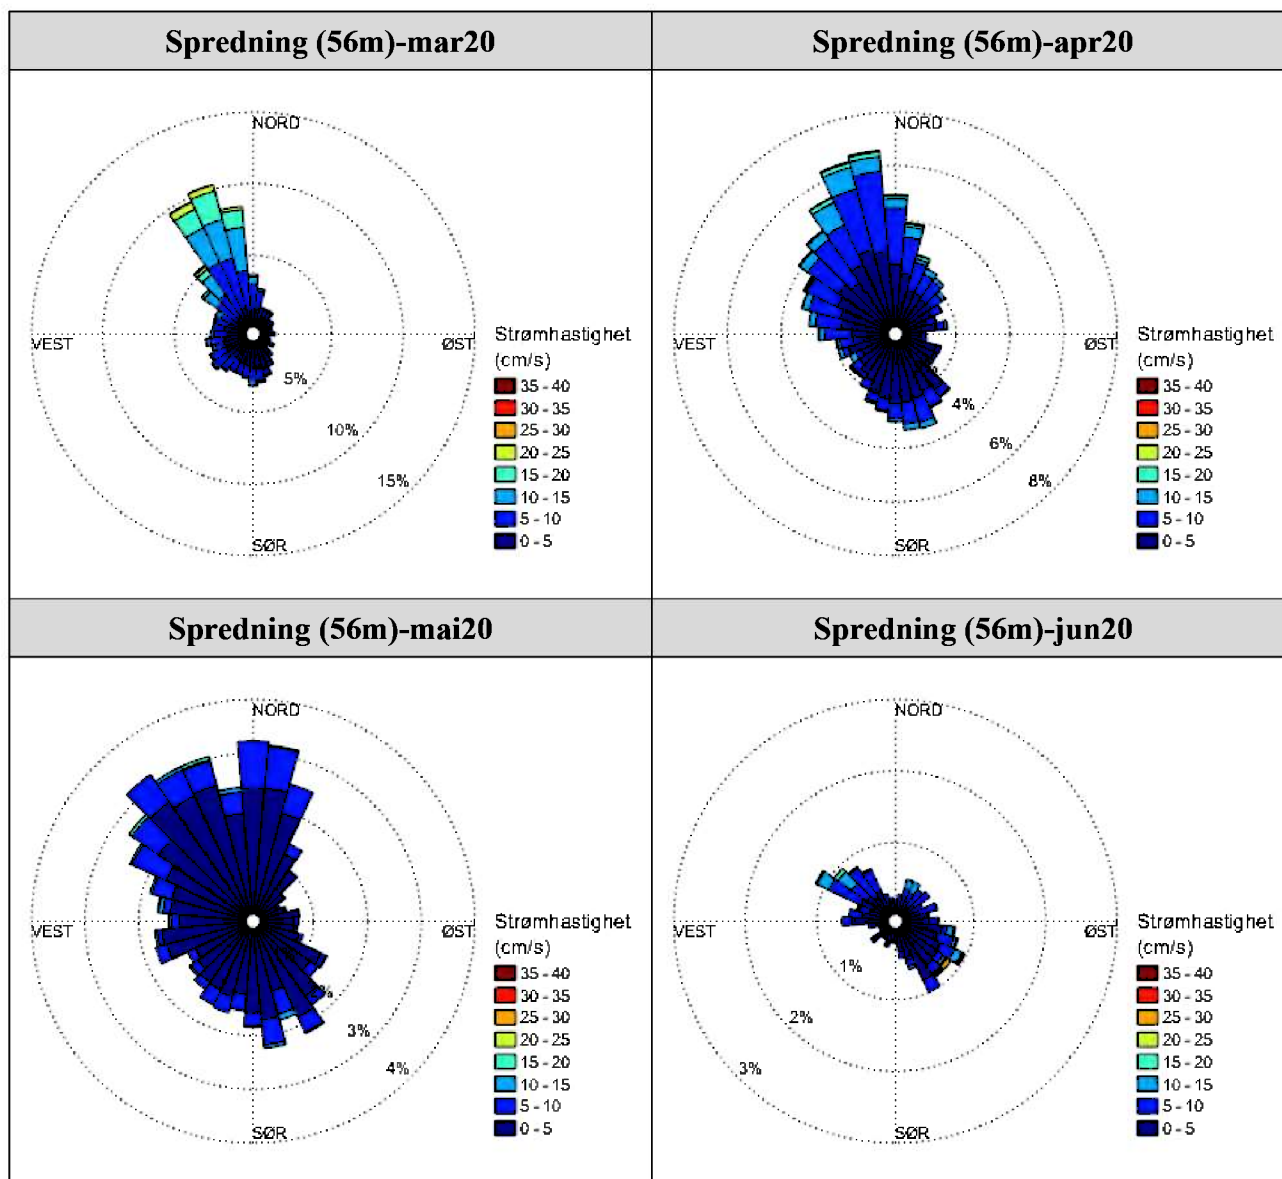 Spredning (56m)-mar20
Spredning (56m)-apr20
NORD
VEST
ØST
SØR
5%
10%
15%
Strømhastighet
(cm/s)
35 - 40
30 - 35
25 - 30
20 - 25
15 - 20
10 - 15
5 - 10
0 - 5
NORD
VEST
ØST
SØR
4%
6%
8%
Strømhastighet
(cm/s)
35 - 40
30 - 35
25 - 30
20 - 25
15 - 20
10 - 15
5 - 10
0 - 5
Spredning (56m)-mai20
Spredning (56m)-jun20
NORD
VEST
ØST
SØR
3%
4%
Strømhastighet
(cm/s)
35 - 40
30 - 35
25 - 30
20 - 25
15 - 20
10 - 15
5 - 10
0 - 5
NORD
VEST
ØST
SØR
1%
2%
3%
Strømhastighet
(cm/s)
35 - 40
30 - 35
25 - 30
20 - 25
15 - 20
10 - 15
5 - 10
0 - 5